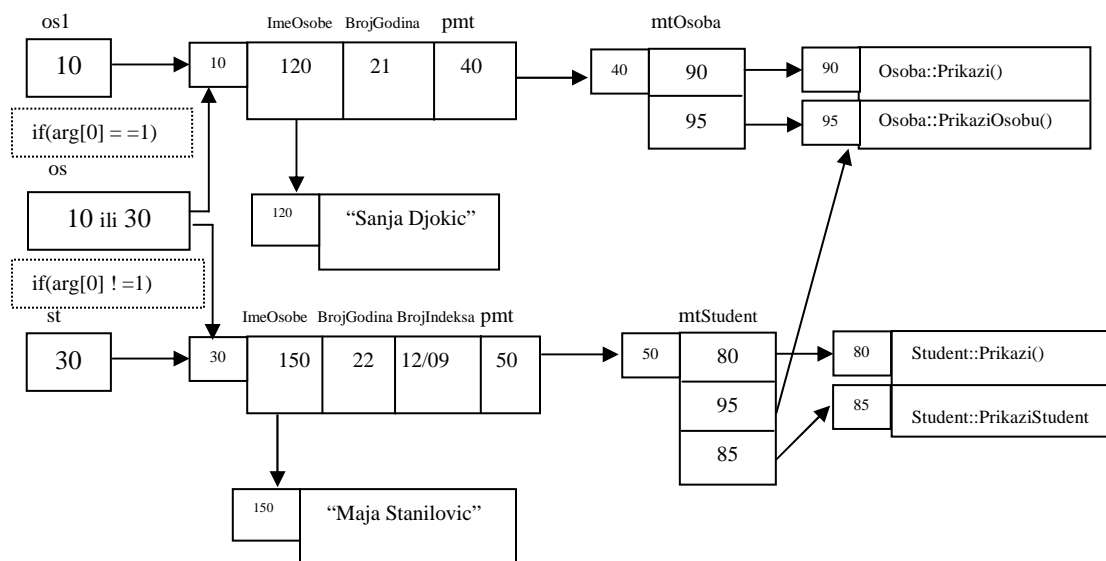 os1
ImeOsobe BrojGodina pmt
mtOsoba
10
10 120 21 40
40 90
90 Osoba::Prikazi()
95
95 Osoba::PrikaziOsobu()
if(arg[0] = =1)
os
10 ili 30
120 “Sanja Djokic”
if(arg[0] ! =1)
st
ImeOsobe BrojGodina BrojIndeksa pmt
mtStudent
30
30 150 22 12/09 50
50 80
80 Student::Prikazi()
95
85 Student::PrikaziStudent
85
150 “Maja Stanilovic”